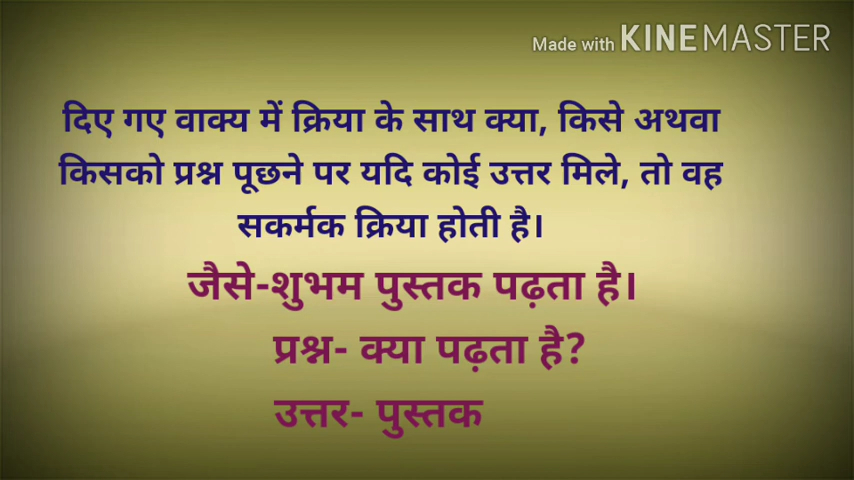 Made with KINEMASTER
दिए गए वाक्य में क्रिया के साथ क्या, किसे अथवा
किसको प्रश्न पूछने पर यदि कोई उत्तर मिले, तो वह
सकर्मक क्रिया होती है।
जैसे-शुभम पुस्तक पढ़ता है।
प्रश्न- क्या पढ़ता है?
उत्तर- पुस्तक